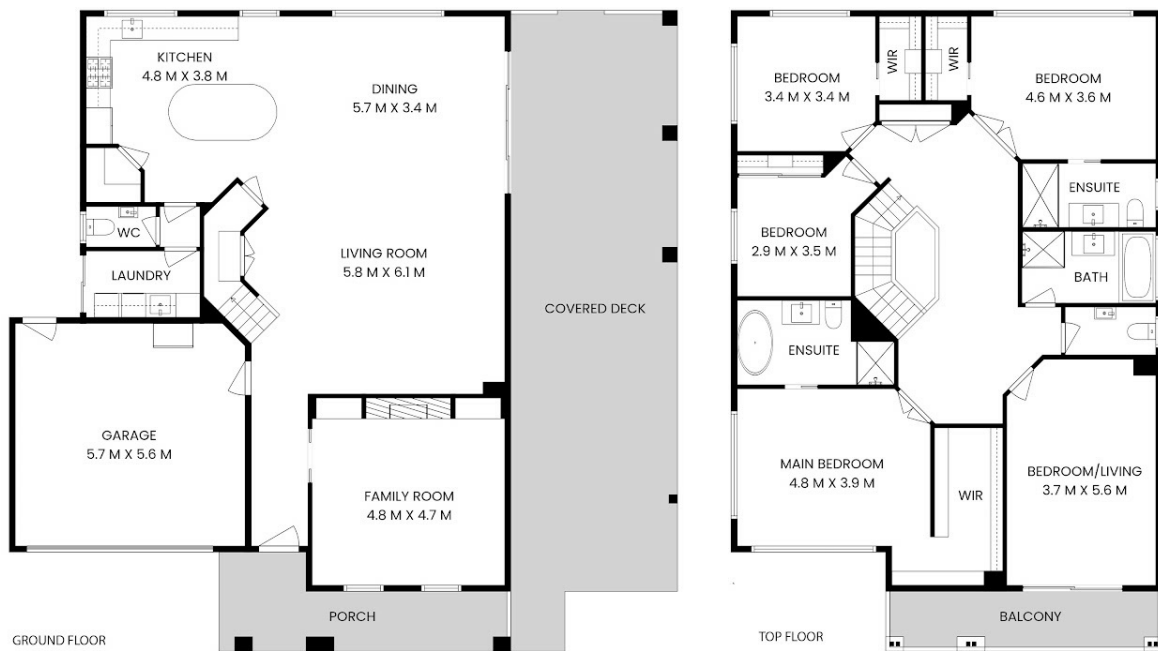 KITCHEN
4.8 M X 3.8 M
DINING
5.7 M X 3.4 M
WC
LAUNDRY
LIVING ROOM
5.8 M X 6.1 M
COVERED DECK
GARAGE
5.7 M X 5.6 M
FAMILY ROOM
4.8 M X 4.7 M
PORCH
GROUND FLOOR
BEDROOM
3.4 M X 3.4 M
WIR
WIR
BEDROOM
4.6 M X 3.6 M
ENSUITE
BEDROOM
2.9 M X 3.5 M
BATH
ENSUITE
MAIN BEDROOM
4.8 M X 3.9 M
WIR
BEDROOM/LIVING
3.7 M X 5.6 M
BALCONY
TOP FLOOR